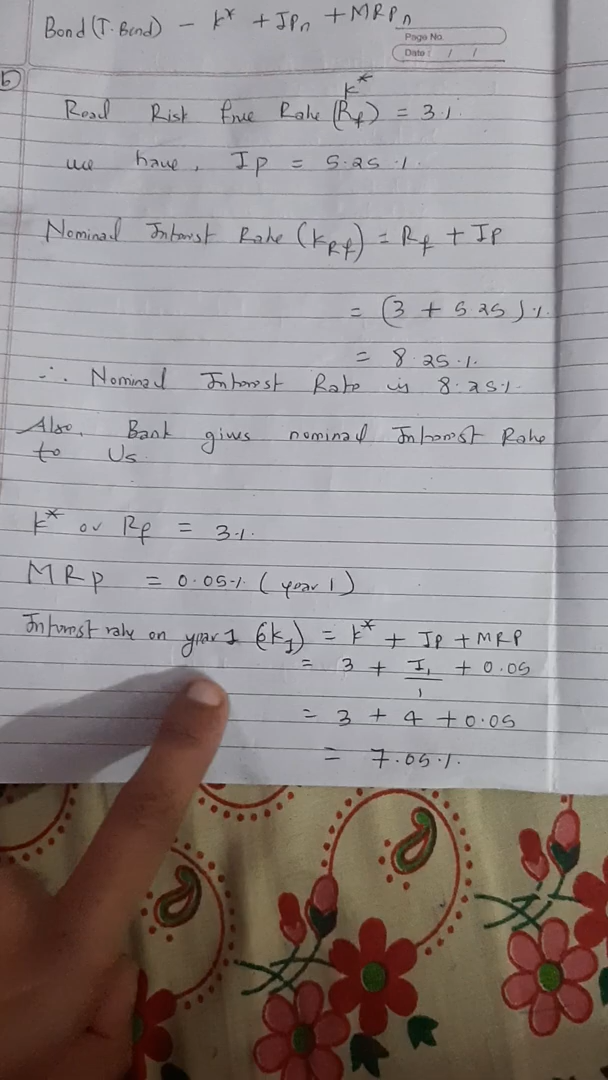 Bond (T. Bond) - k* + IPn + MRPn
Page No.
Date : / /
b
k*
Real Risk free Rate (Rf) = 3%
we have, IP = 5.25 %.
Nominal Interest Rate (KRf) = Rf + IP
= (3 + 5.25) %
= 8.25 %.
∴ Nominal Interest Rate is 8.25%.
Also, Bank gives nominal Interest Rate
to Us.
k* or Rf = 3%.
MRP = 0.05% (year 1)
Interest rate on year 1 (k1) = k* + IP + MRP
= 3 + I1/1 + 0.05
= 3 + 4 + 0.05
= 7.05 %.